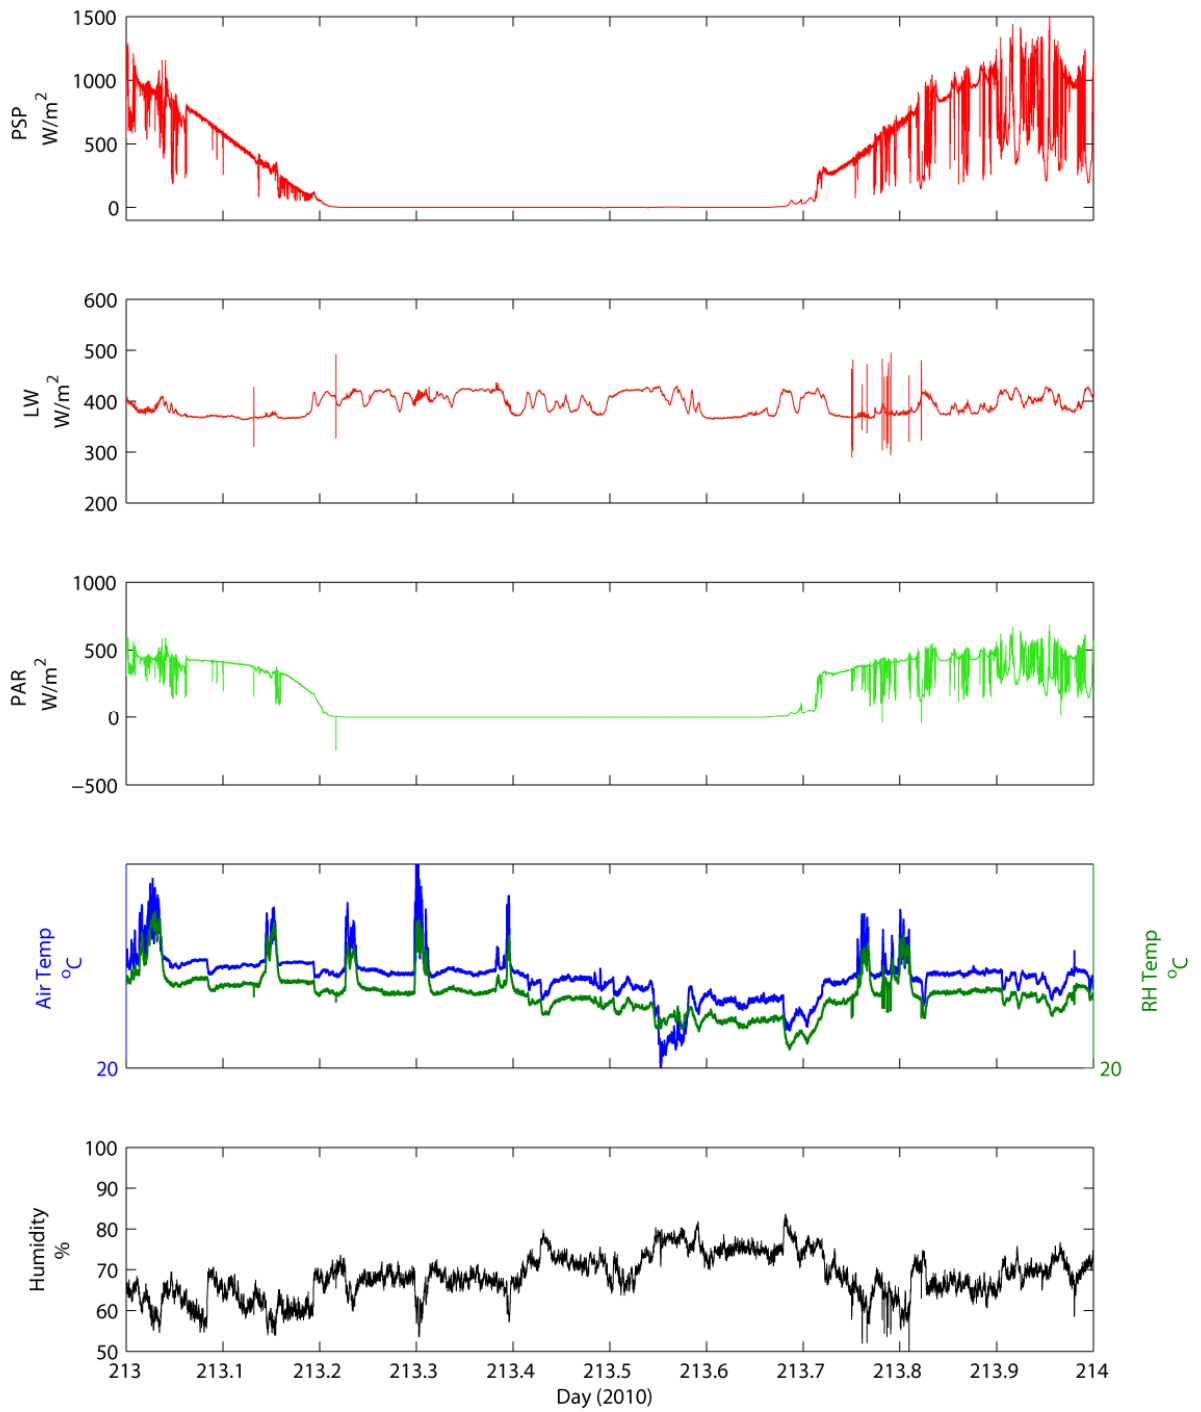 1500
1000
500
0
PSP
W/m2
600
500
400
300
200
LW
W/m2
1000
500
0
−500
PAR
W/m2
Air Temp
oC
20
RH Temp
oC
20
100
90
80
70
60
50
Humidity
%
213 213.1 213.2 213.3 213.4 213.5 213.6 213.7 213.8 213.9 214
Day (2010)